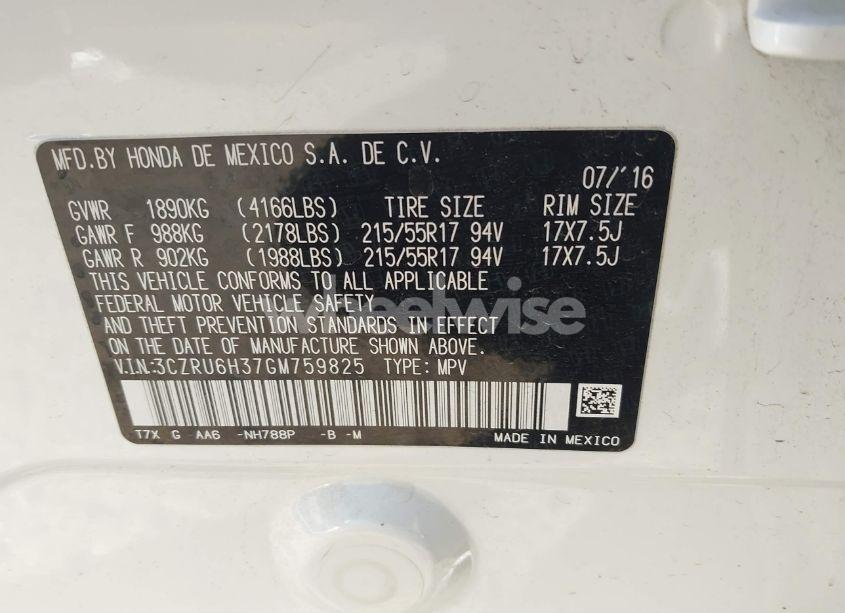 MFD.BY HONDA DE MEXICO S.A. DE C.V.
07/'16
GVWR 1890KG (4166LBS) TIRE SIZE RIM SIZE
GAWR F 988KG (2178LBS) 215/55R17 94V 17X7.5J
GAWR R 902KG (1988LBS) 215/55R17 94V 17X7.5J
THIS VEHICLE CONFORMS TO ALL APPLICABLE
FEDERAL MOTOR VEHICLE SAFETY
AND THEFT PREVENTION STANDARDS IN EFFECT
ON THE DATE OF MANUFACTURE SHOWN ABOVE.
V.I.N:3CZRU6H37GM759825 TYPE: MPV
T7X G AA6 -NH788P -B -M MADE IN MEXICO
wheelwise